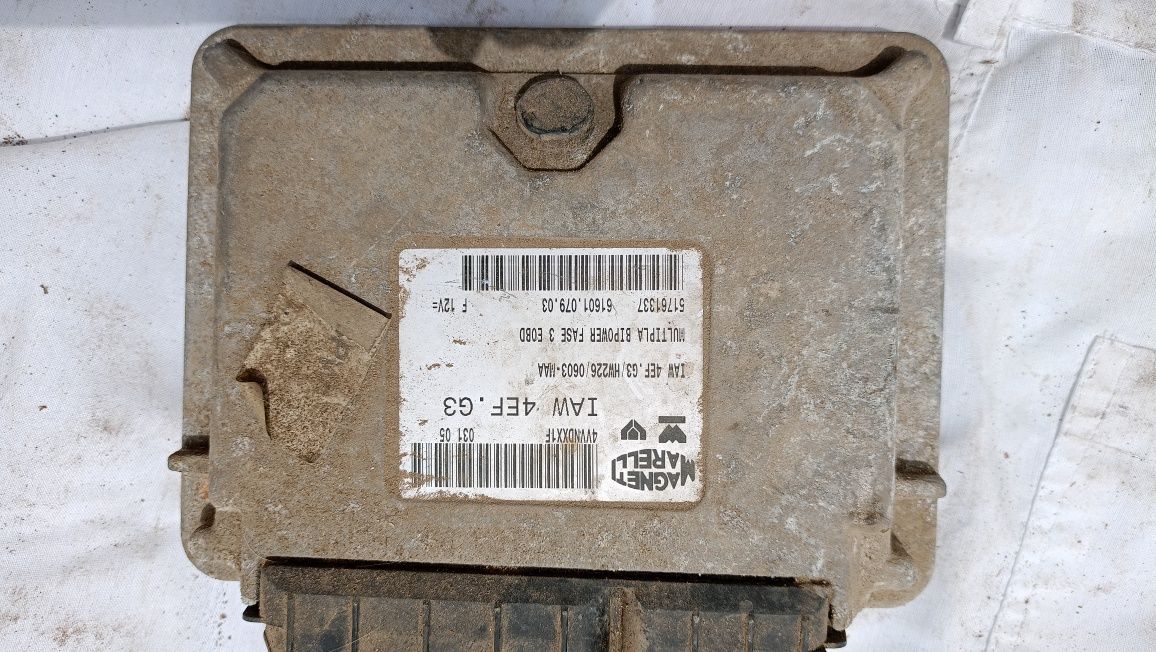 MAGNETI
MARELLI
4VVNDXX1F 031 05
IAW 4EF.G3
IAW 4EF.G3/HW226/0603-MAA
MULTIPLA BIPOWER FASE 3 EOBD
51761337 61601.079.03 F 12V=